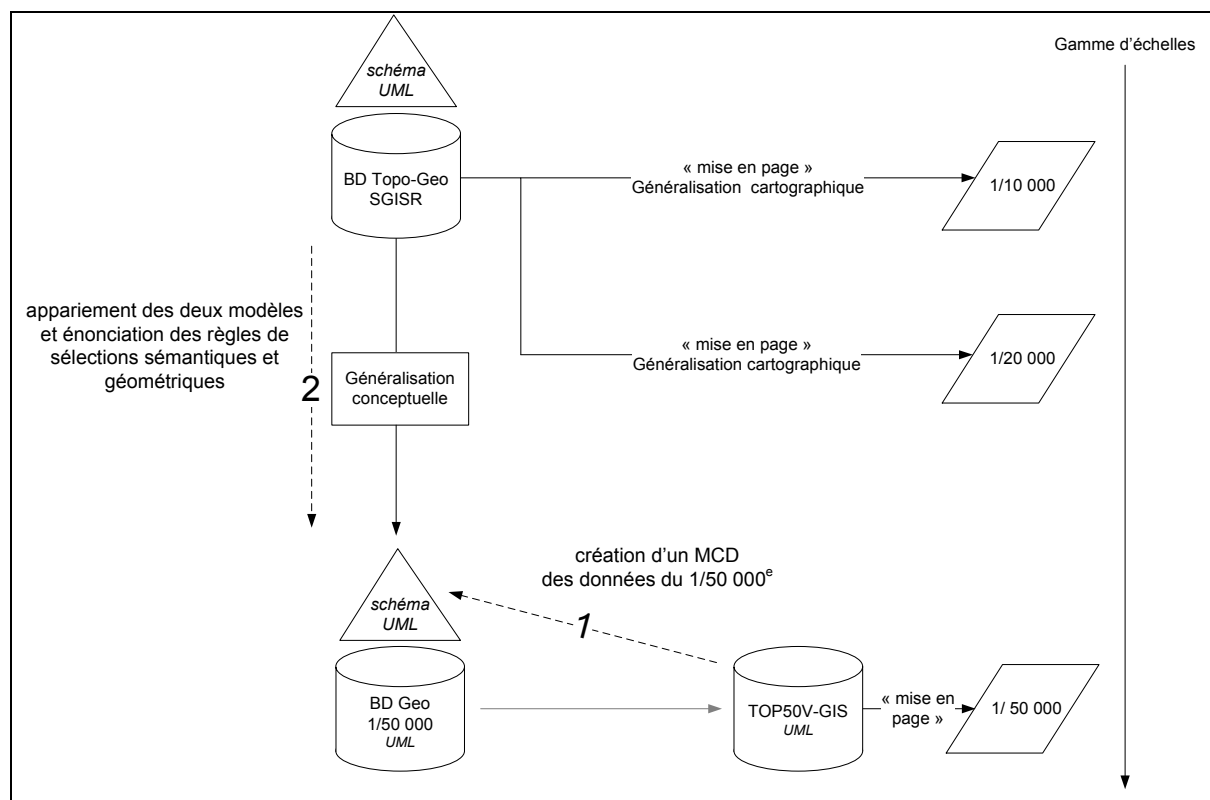 schéma
UML
Gamme d'échelles
BD Topo-Geo
SGISR
« mise en page »
Généralisation cartographique
1/10 000
appariement des deux modèles
et énonciation des règles de
sélections sémantiques et
géométriques
2
Généralisation
conceptuelle
« mise en page »
Généralisation cartographique
1/20 000
création d'un MCD
des données du 1/50 000e
schéma
UML
1
BD Geo
1/50 000
UML
TOP50V-GIS
UML
« mise en
page »
1/ 50 000